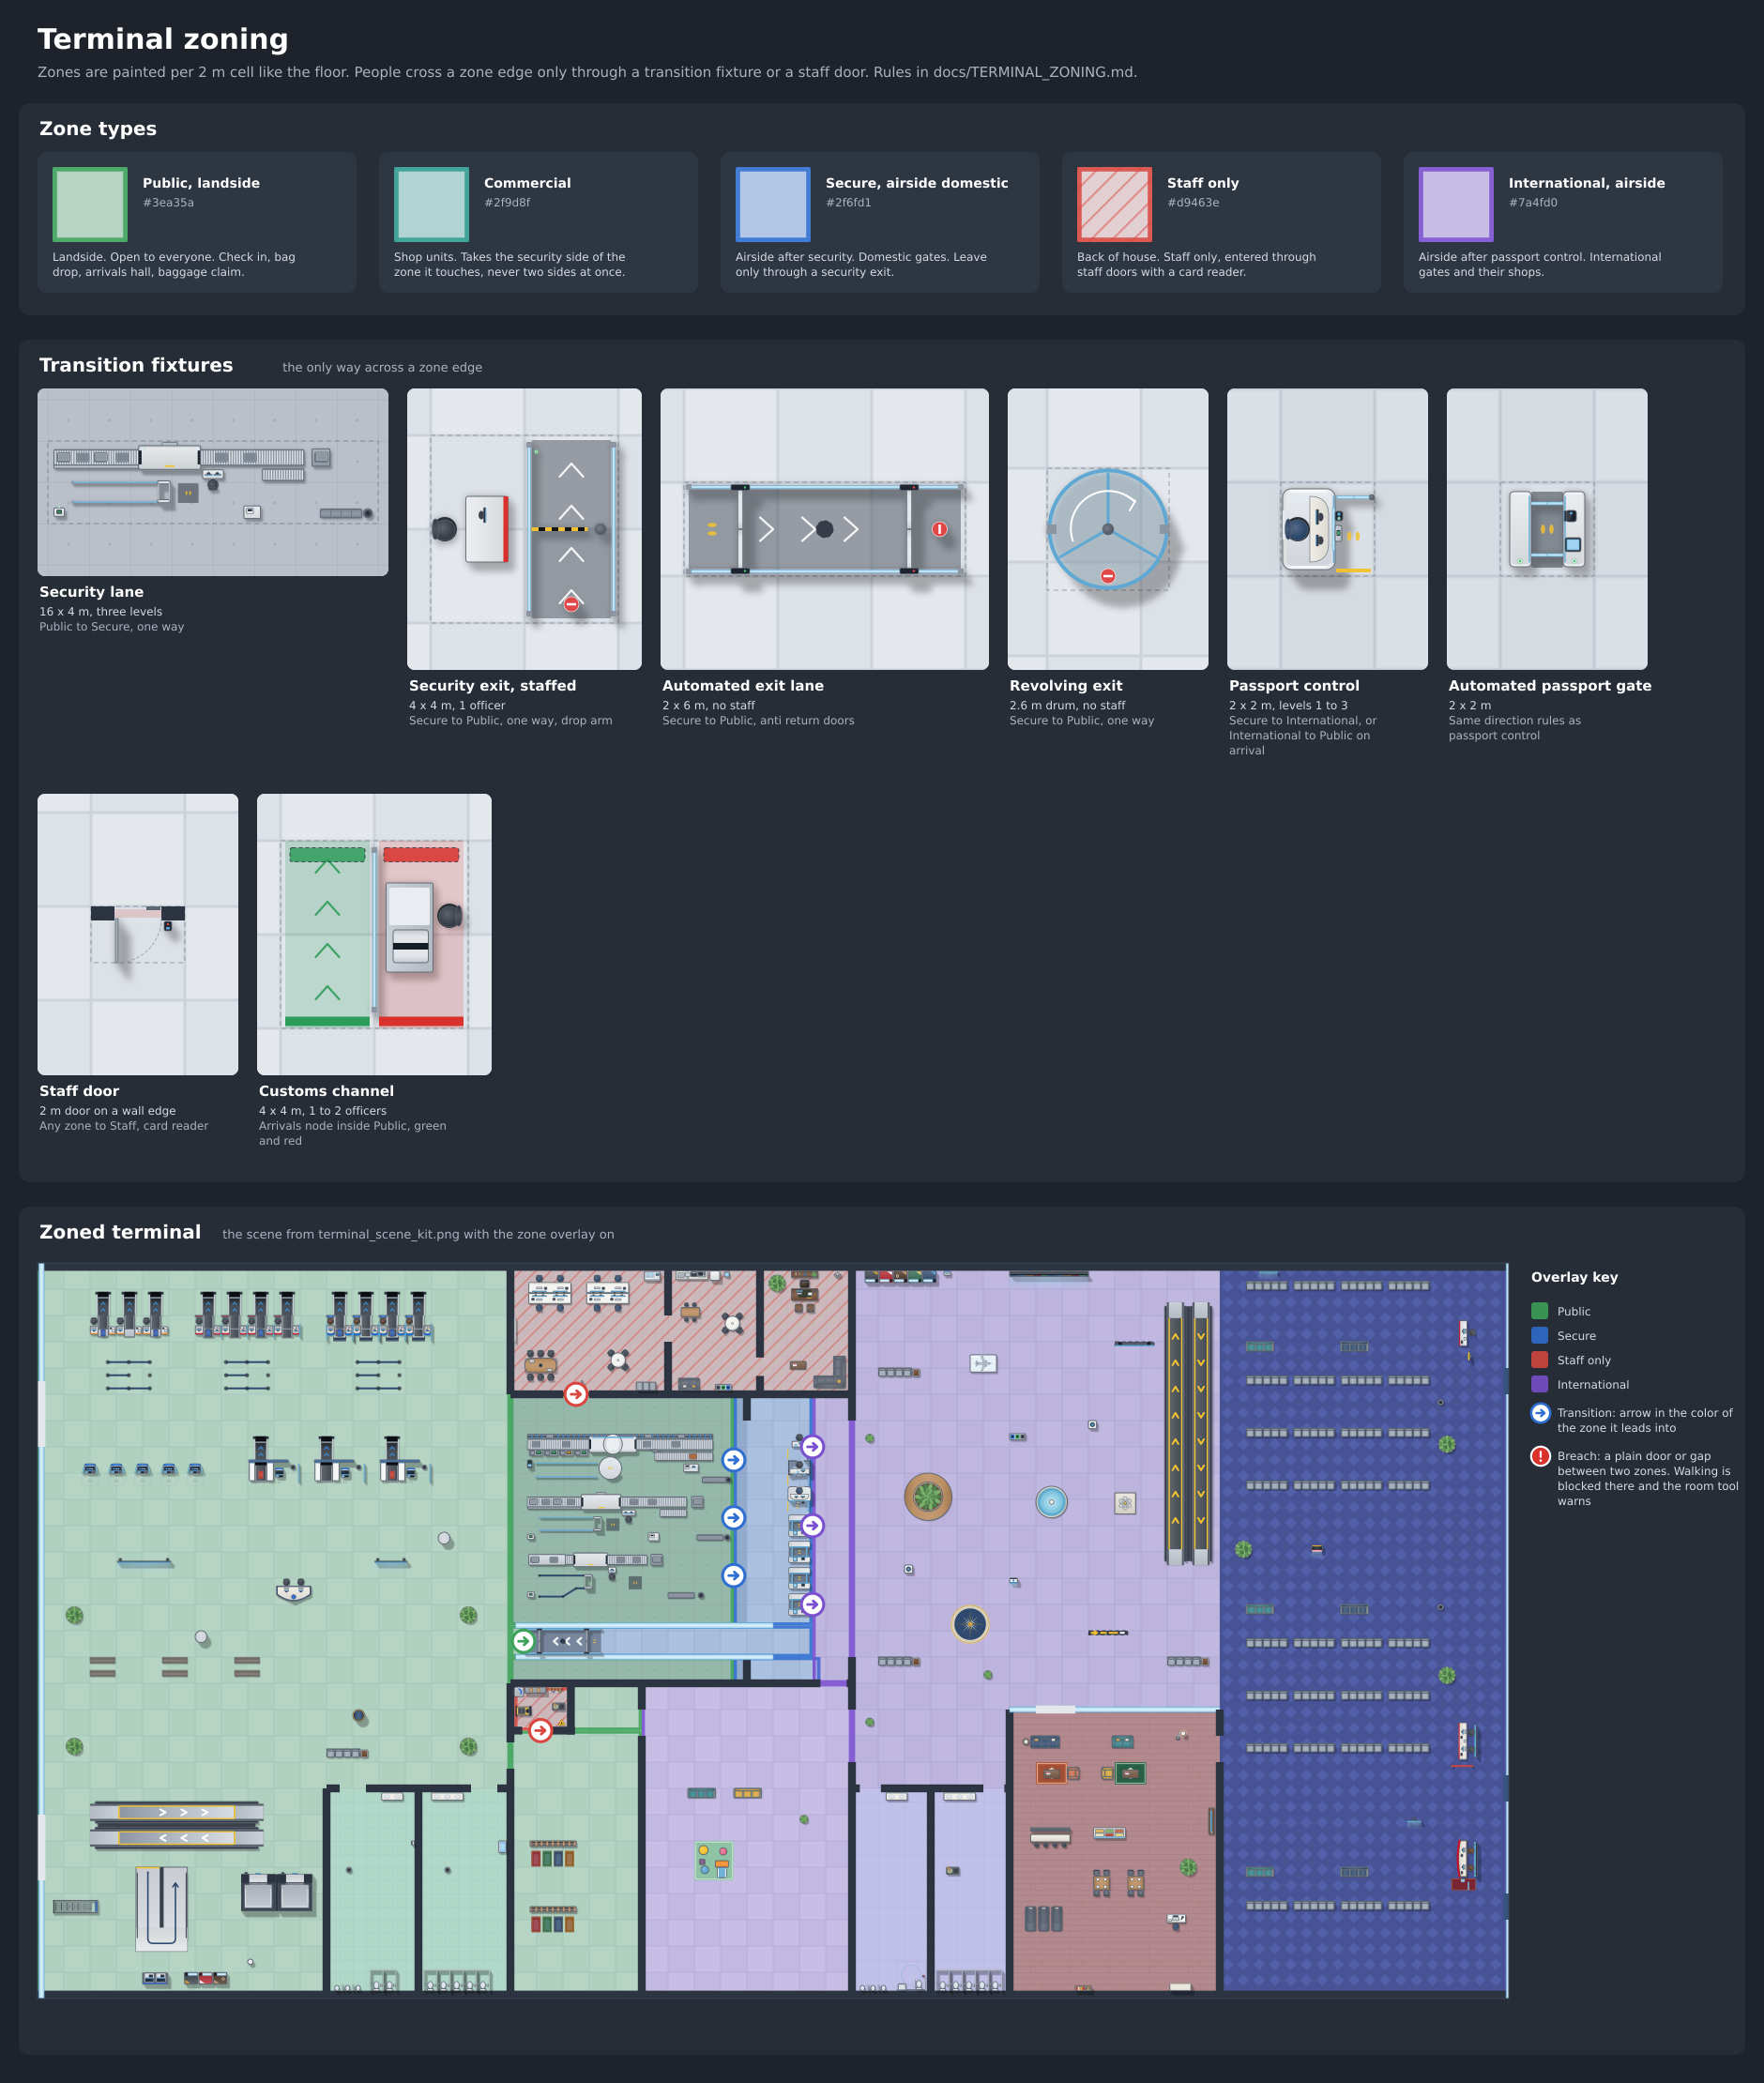 Terminal zoning
Zones are painted per 2 m cell like the floor. People cross a zone edge only through a transition fixture or a staff door. Rules in docs/TERMINAL_ZONING.md.
Zone types
Public, landside
#3ea35a
Landside. Open to everyone. Check in, bag
drop, arrivals hall, baggage claim.
Commercial
#2f9d8f
Shop units. Takes the security side of the
zone it touches, never two sides at once.
Secure, airside domestic
#2f6fd1
Airside after security. Domestic gates. Leave
only through a security exit.
Staff only
#d9463e
Back of house. Staff only, entered through
staff doors with a card reader.
International, airside
#7a4fd0
Airside after passport control. International
gates and their shops.
Transition fixtures
the only way across a zone edge
Security lane
16 x 4 m, three levels
Public to Secure, one way
Security exit, staffed
4 x 4 m, 1 officer
Secure to Public, one way, drop arm
Automated exit lane
2 x 6 m, no staff
Secure to Public, anti return doors
Revolving exit
2.6 m drum, no staff
Secure to Public, one way
Passport control
2 x 2 m, levels 1 to 3
Secure to International, or
International to Public on
arrival
Automated passport gate
2 x 2 m
Same direction rules as
passport control
Staff door
2 m door on a wall edge
Any zone to Staff, card reader
Customs channel
4 x 4 m, 1 to 2 officers
Arrivals node inside Public, green
and red
Zoned terminal
the scene from terminal_scene_kit.png with the zone overlay on
Overlay key
Public
Secure
Staff only
International
Transition: arrow in the color of
the zone it leads into
Breach: a plain door or gap
between two zones. Walking is
blocked there and the room tool
warns